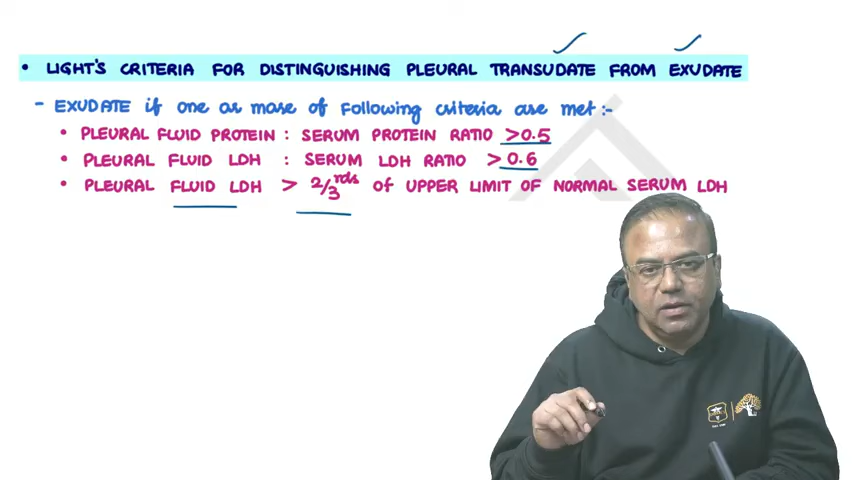 • LIGHT'S CRITERIA FOR DISTINGUISHING PLEURAL TRANSUDATE FROM EXUDATE
- EXUDATE if one or more of following criteria are met :-
• PLEURAL FLUID PROTEIN : SERUM PROTEIN RATIO >0.5
• PLEURAL FLUID LDH : SERUM LDH RATIO > 0.6
• PLEURAL FLUID LDH > 2/3rds of UPPER LIMIT OF NORMAL SERUM LDH